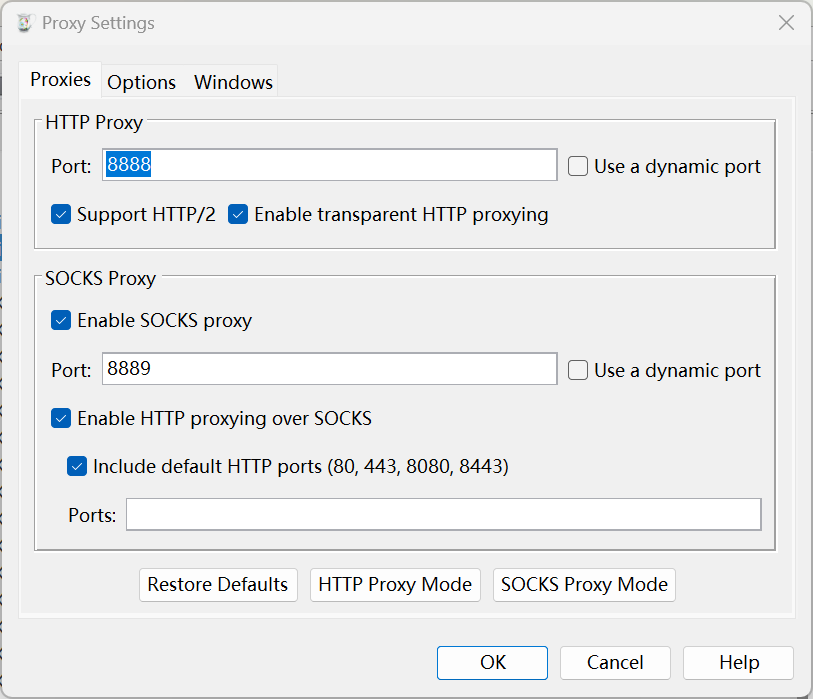 Proxy Settings
Proxies Options Windows
HTTP Proxy
Port: 8888 Use a dynamic port
Support HTTP/2 Enable transparent HTTP proxying
SOCKS Proxy
Enable SOCKS proxy
Port: 8889 Use a dynamic port
Enable HTTP proxying over SOCKS
Include default HTTP ports (80, 443, 8080, 8443)
Ports:
Restore Defaults HTTP Proxy Mode SOCKS Proxy Mode
OK Cancel Help